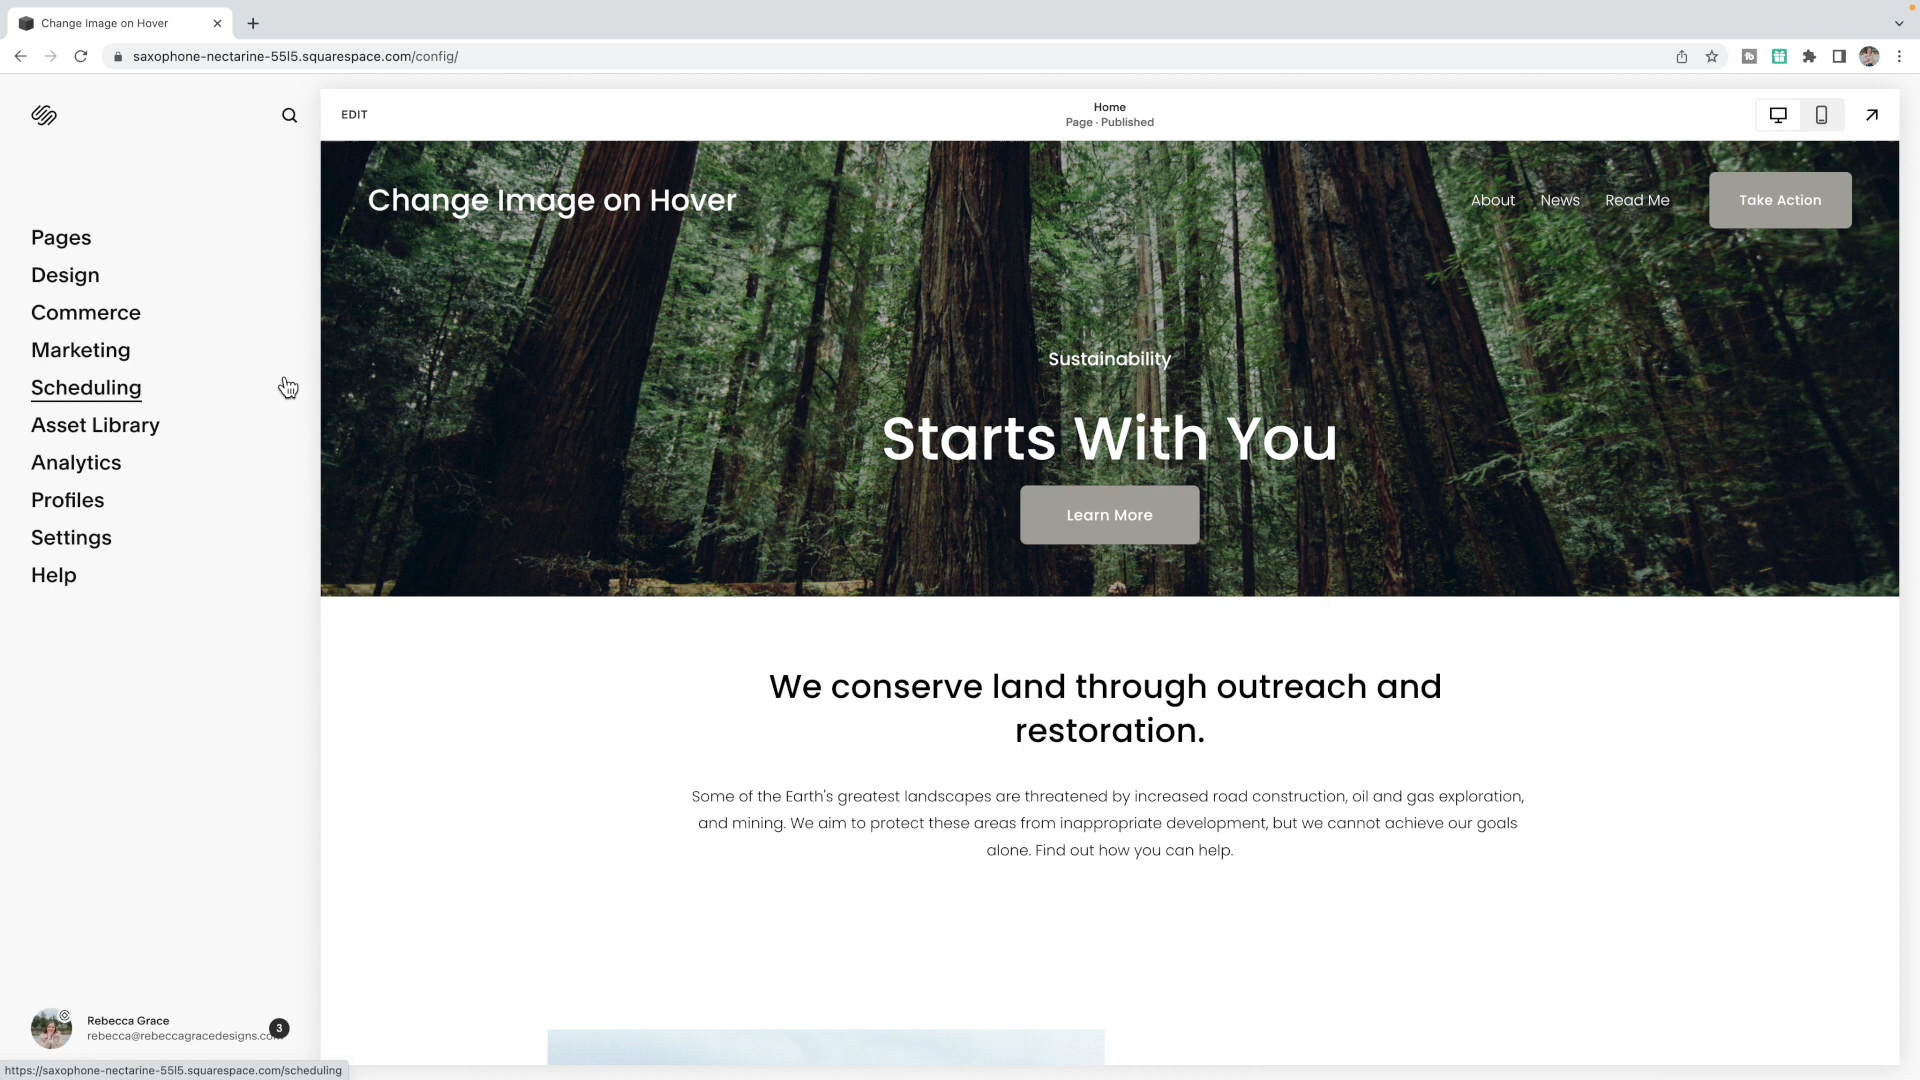 Change Image on Hover
saxophone-nectarine-55l5.squarespace.com/config/
EDIT
Home
Page · Published
Change Image on Hover
About
News
Read Me
Take Action
Pages
Design
Commerce
Marketing
Scheduling
Asset Library
Analytics
Profiles
Settings
Help
Sustainability
Starts With You
Learn More
We conserve land through outreach and
restoration.
Some of the Earth's greatest landscapes are threatened by increased road construction, oil and gas exploration,
and mining. We aim to protect these areas from inappropriate development, but we cannot achieve our goals
alone. Find out how you can help.
Rebecca Grace
rebecca@rebeccagracedesigns.co
3
https://saxophone-nectarine-55l5.squarespace.com/scheduling